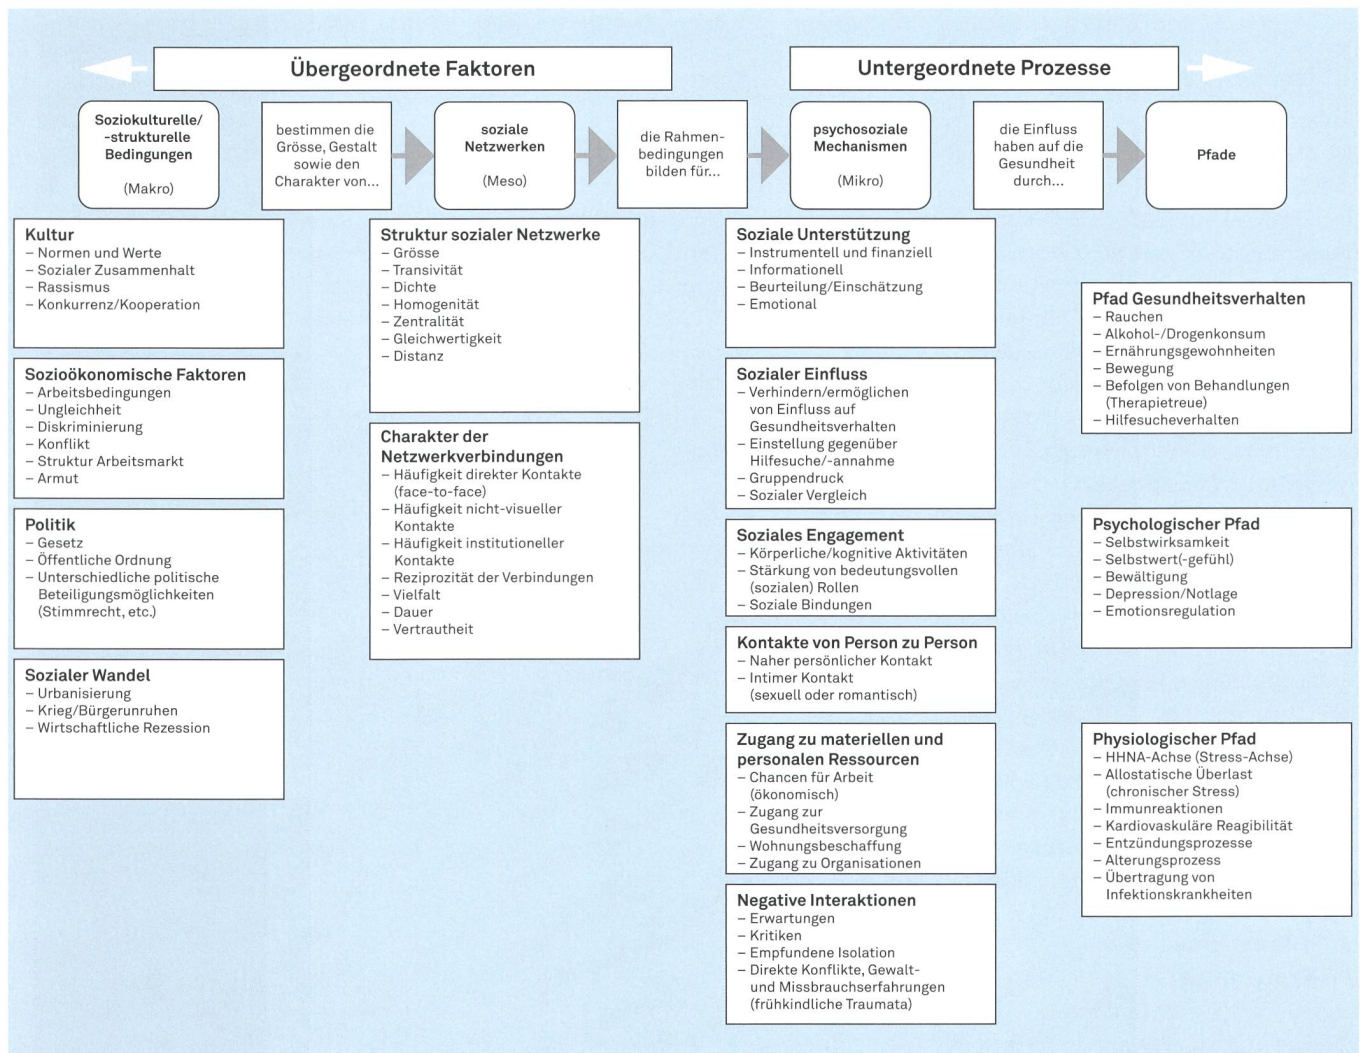 Übergeordnete Faktoren
Untergeordnete Prozesse
Soziokulturelle/
-strukturelle
Bedingungen
(Makro)
bestimmen die
Grösse, Gestalt
sowie den
Charakter von...
soziale
Netzwerken
(Meso)
die Rahmen-
bedingungen
bilden für...
psychosoziale
Mechanismen
(Mikro)
die Einfluss
haben auf die
Gesundheit
durch...
Pfade
Kultur
– Normen und Werte
– Sozialer Zusammenhalt
– Rassismus
– Konkurrenz/Kooperation
Sozioökonomische Faktoren
– Arbeitsbedingungen
– Ungleichheit
– Diskriminierung
– Konflikt
– Struktur Arbeitsmarkt
– Armut
Politik
– Gesetz
– Öffentliche Ordnung
– Unterschiedliche politische
Beteiligungsmöglichkeiten
(Stimmrecht, etc.)
Sozialer Wandel
– Urbanisierung
– Krieg/Bürgerunruhen
– Wirtschaftliche Rezession
Struktur sozialer Netzwerke
– Grösse
– Transivität
– Dichte
– Homogenität
– Zentralität
– Gleichwertigkeit
– Distanz
Charakter der
Netzwerkverbindungen
– Häufigkeit direkter Kontakte
(face-to-face)
– Häufigkeit nicht-visueller
Kontakte
– Häufigkeit institutioneller
Kontakte
– Reziprozität der Verbindungen
– Vielfalt
– Dauer
– Vertrautheit
Soziale Unterstützung
– Instrumentell und finanziell
– Informationell
– Beurteilung/Einschätzung
– Emotional
Sozialer Einfluss
– Verhindern/ermöglichen
von Einfluss auf
Gesundheitsverhalten
– Einstellung gegenüber
Hilfesuche/-annahme
– Gruppendruck
– Sozialer Vergleich
Soziales Engagement
– Körperliche/kognitive Aktivitäten
– Stärkung von bedeutungsvollen
(sozialen) Rollen
– Soziale Bindungen
Kontakte von Person zu Person
– Naher persönlicher Kontakt
– Intimer Kontakt
(sexuell oder romantisch)
Zugang zu materiellen und
personalen Ressourcen
– Chancen für Arbeit
(ökonomisch)
– Zugang zur
Gesundheitsversorgung
– Wohnungsbeschaffung
– Zugang zu Organisationen
Negative Interaktionen
– Erwartungen
– Kritiken
– Empfundene Isolation
– Direkte Konflikte, Gewalt-
und Missbrauchserfahrungen
(frühkindliche Traumata)
Pfad Gesundheitsverhalten
– Rauchen
– Alkohol-/Drogenkonsum
– Ernährungsgewohnheiten
– Bewegung
– Befolgen von Behandlungen
(Therapietreue)
– Hilfesucheverhalten
Psychologischer Pfad
– Selbstwirksamkeit
– Selbstwert(-gefühl)
– Bewältigung
– Depression/Notlage
– Emotionsregulation
Physiologischer Pfad
– HHNA-Achse (Stress-Achse)
– Allostatische Überlast
(chronischer Stress)
– Immunreaktionen
– Kardiovaskuläre Reagibilität
– Entzündungsprozesse
– Alterungsprozess
– Übertragung von
Infektionskrankheiten